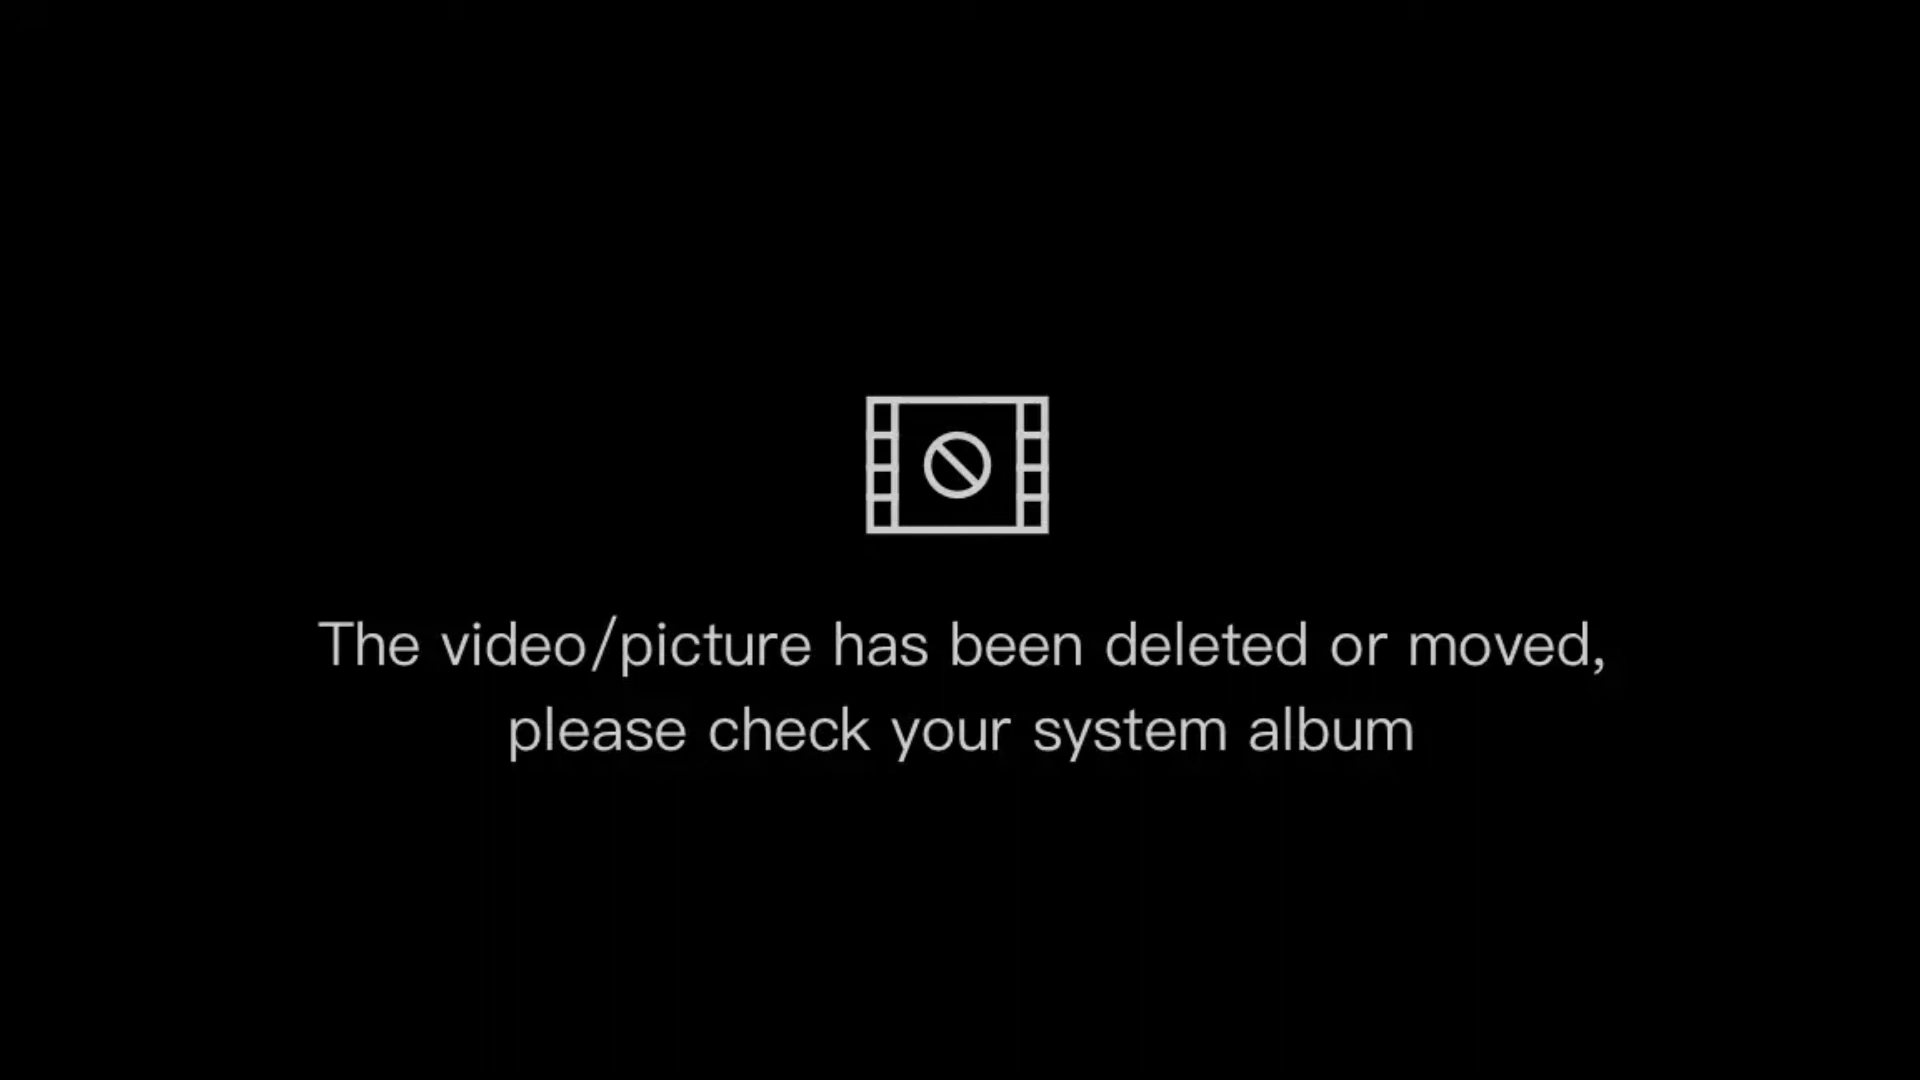 The video/picture has been deleted or moved,
please check your system album